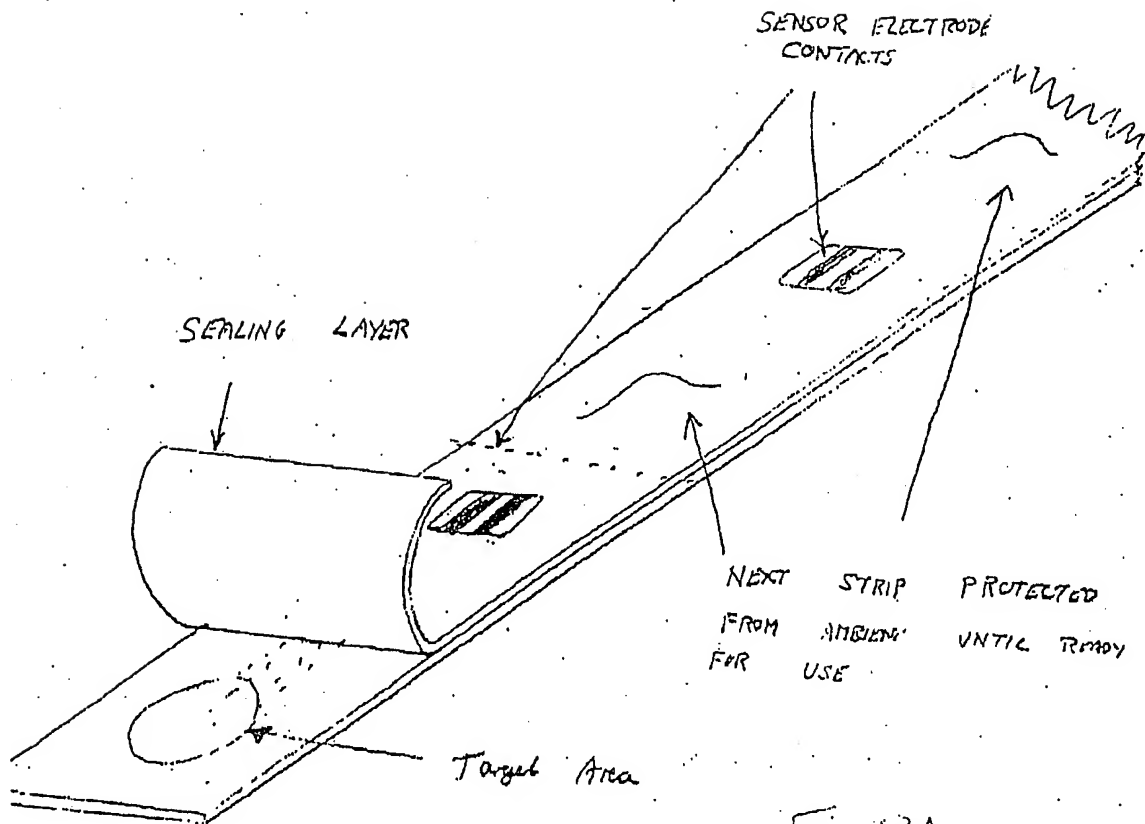 SENSOR ELECTRODE
CONTACTS
SEALING LAYER
NEXT STRIP PROTECTED
FROM AMBIENT UNTIL READY
FOR USE
Target Area